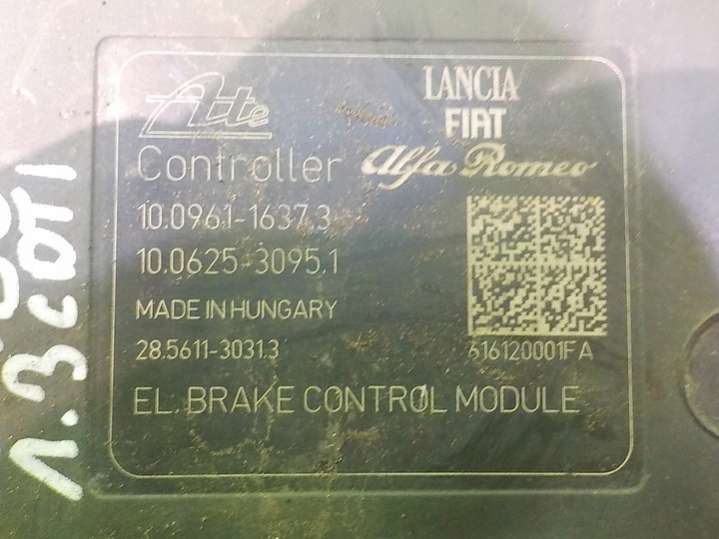 Ate
LANCIA
FIAT
Alfa Romeo
Controller
10.0961-1637.3
10.0625-3095.1
MADE IN HUNGARY
28.5611-3031.3
616120001FA
EL. BRAKE CONTROL MODULE
1.3